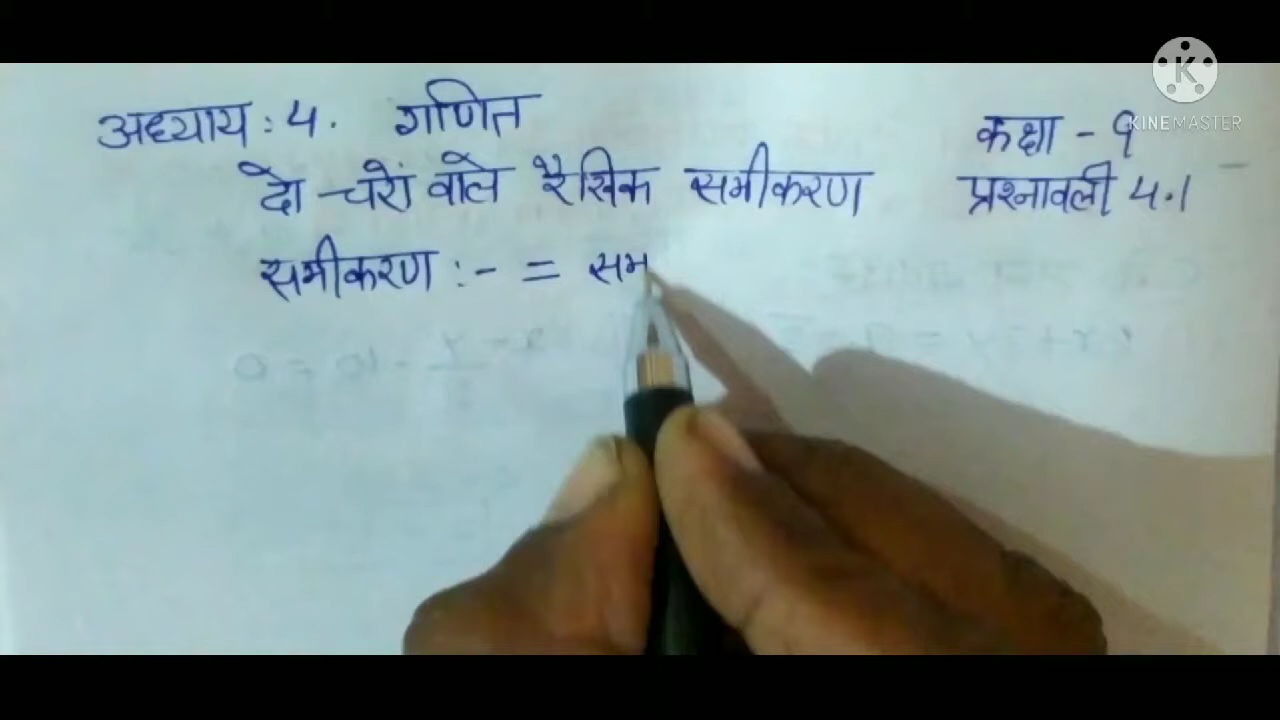 अध्याय : 4. गणित
कक्षा - 9
दो चरों वाले रैखिक समीकरण
प्रश्नावली 4.1
समीकरण :- = सम
K
KINEMASTER